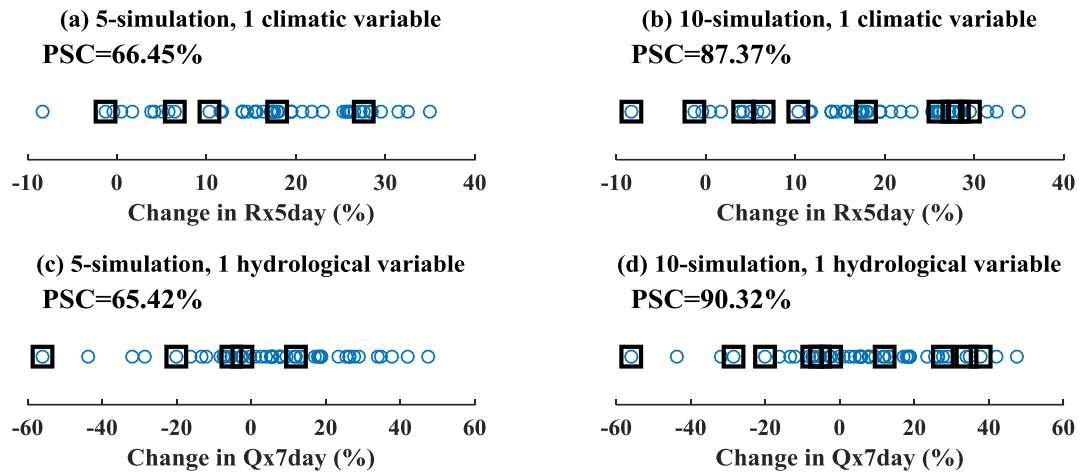 (a) 5-simulation, 1 climatic variable
PSC=66.45%
-10 0 10 20 30 40
Change in Rx5day (%)
(b) 10-simulation, 1 climatic variable
PSC=87.37%
-10 0 10 20 30 40
Change in Rx5day (%)
(c) 5-simulation, 1 hydrological variable
PSC=65.42%
-60 -40 -20 0 20 40 60
Change in Qx7day (%)
(d) 10-simulation, 1 hydrological variable
PSC=90.32%
-60 -40 -20 0 20 40 60
Change in Qx7day (%)